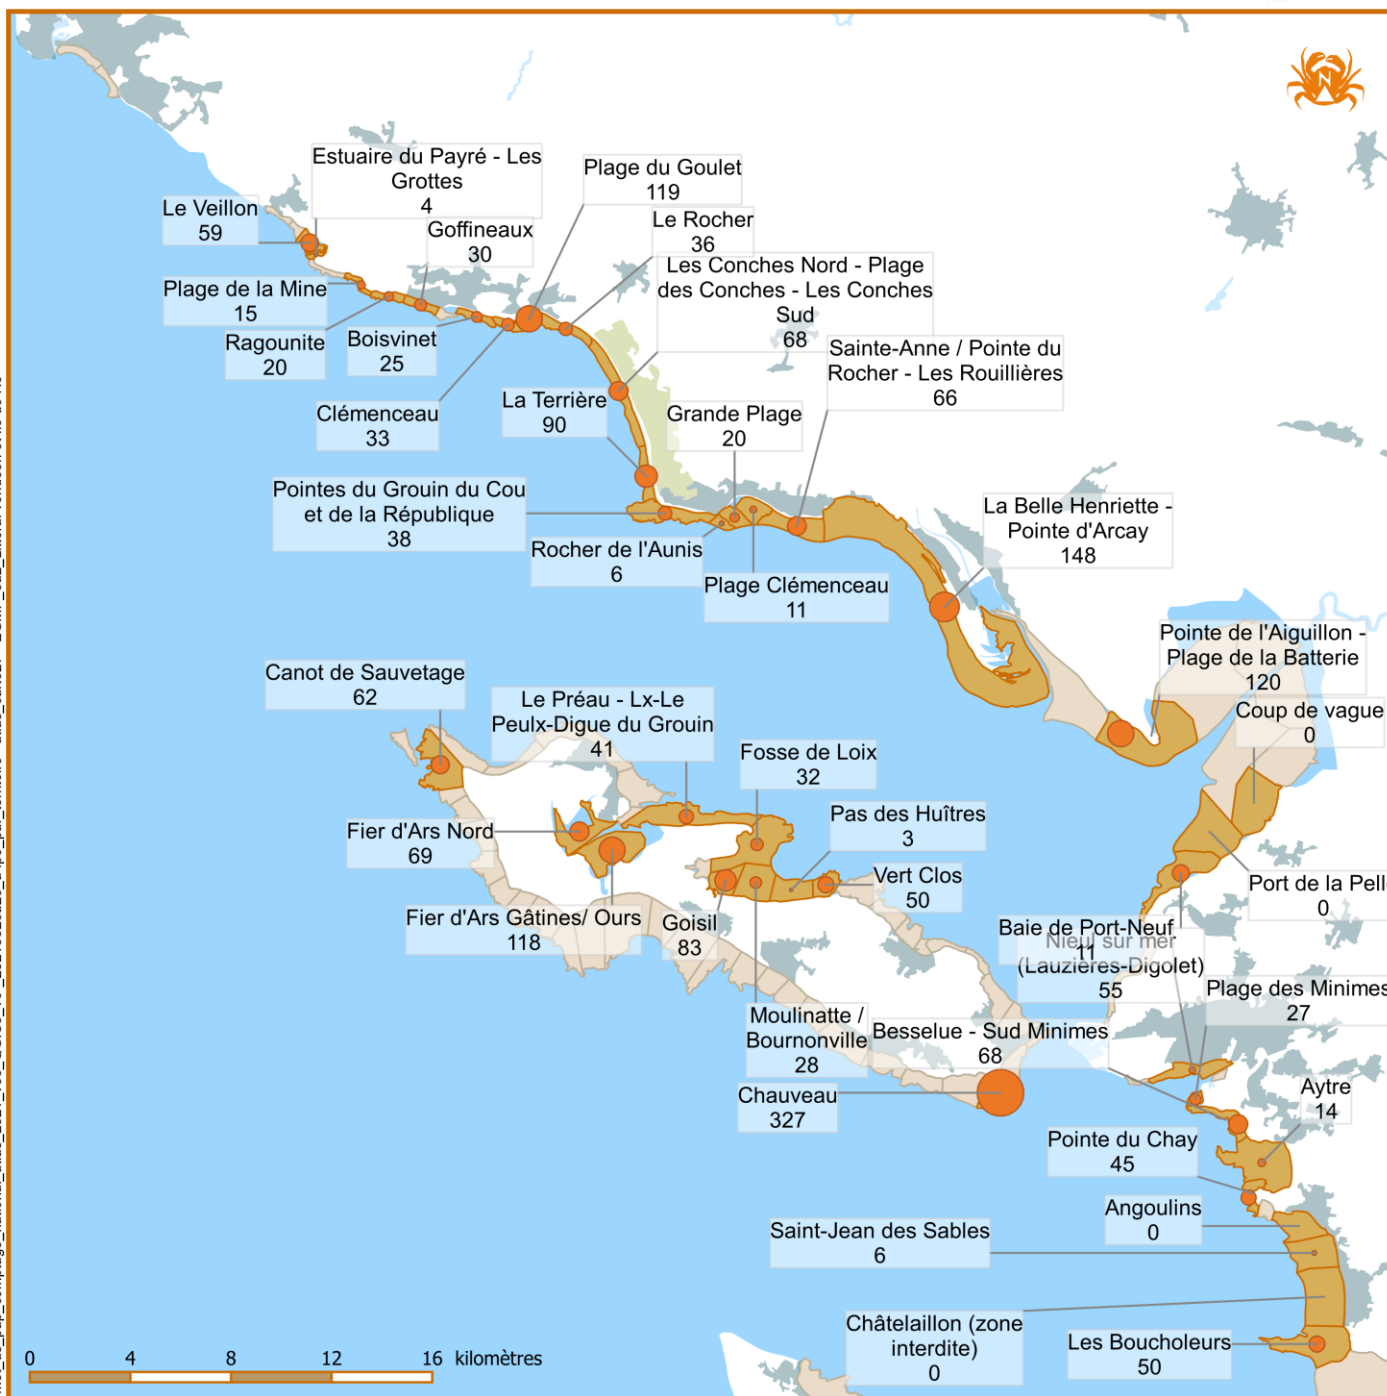 N
Estuaire du Payré - Les
Grottes
4
Plage du Goulet
119
Le Veillon
59
Goffineaux
30
Le Rocher
36
Les Conches Nord - Plage
des Conches - Les Conches
Sud
68
Plage de la Mine
15
Ragounite
20
Boisvinet
25
Sainte-Anne / Pointe du
Rocher - Les Rouillières
66
Clémenceau
33
La Terrière
90
Grande Plage
20
Pointes du Grouin du Cou
et de la République
38
La Belle Henriette -
Pointe d'Arcay
148
Rocher de l'Aunis
6
Plage Clémenceau
11
Pointe de l'Aiguillon -
Plage de la Batterie
120
Canot de Sauvetage
62
Le Préau - Lx-Le
Peulx-Digue du Grouin
41
Coup de vague
0
Fosse de Loix
32
Pas des Huîtres
3
Fier d'Ars Nord
69
Vert Clos
50
Port de la Pell
0
Fier d'Ars Gâtines/ Ours
118
Goisil
83
Baie de Port-Neuf
11
Nieul sur mer
(Lauzières-Digolet)
55
Plage des Minimes
27
Moulinatte /
Bournonville
28
Besselue - Sud Minimes
68
Chauveau
327
Aytre
14
Pointe du Chay
45
Angoulins
0
Saint-Jean des Sables
6
Châtelaillon (zone
interdite)
0
Les Boucholeurs
50
0 4 8 12 16 kilomètres